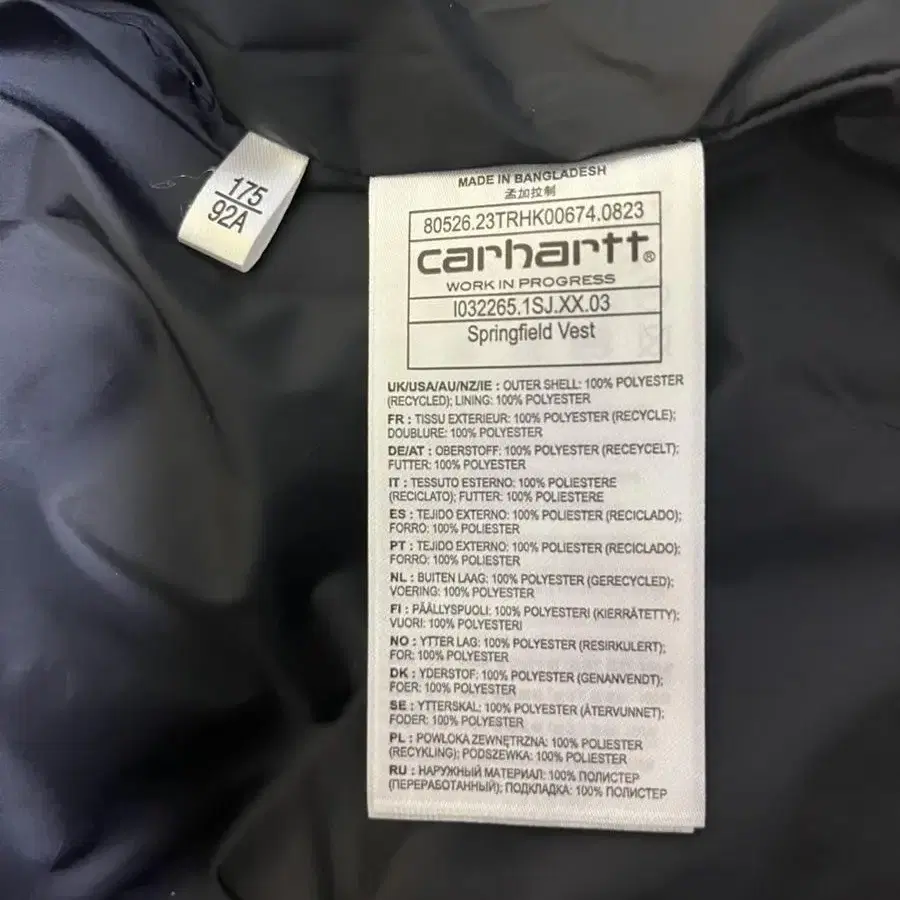 175
92A
MADE IN BANGLADESH
孟加拉制
80526.23TRHK00674.0823
carhartt®
WORK IN PROGRESS
I032265.1SJ.XX.03
Springfield Vest
UK/USA/AU/NZ/IE : OUTER SHELL: 100% POLYESTER
(RECYCLED); LINING: 100% POLYESTER
FR : TISSU EXTERIEUR: 100% POLYESTER (RECYCLE);
DOUBLURE: 100% POLYESTER
DE/AT : OBERSTOFF: 100% POLYESTER (RECEYCELT);
FUTTER: 100% POLYESTER
IT : TESSUTO ESTERNO: 100% POLIESTERE
(RECICLATO); FUTTER: 100% POLIESTERE
ES : TEJIDO EXTERNO: 100% POLIESTER (RECICLADO);
FORRO: 100% POLIESTER
PT : TEJIDO EXTERNO: 100% POLIESTER (RECICLADO);
FORRO: 100% POLIESTER
NL : BUITEN LAAG: 100% POLYESTER (GERECYCLED);
VOERING: 100% POLYESTER
FI : PÄÄLLYSPUOLI: 100% POLYESTERI (KIERRÄTETTY);
VUORI: 100% POLYESTERI
NO : YTTER LAG: 100% POLYESTER (RESIRKULERT);
FOR: 100% POLYESTER
DK : YDERSTOF: 100% POLYESTER (GENANVENDT);
FOER: 100% POLYESTER
SE : YTTERSKAL: 100% POLYESTER (ÅTERVUNNET);
FODER: 100% POLYESTER
PL : POWLOKA ZEWNĘTRZNA: 100% POLIESTER
(RECYKLING); PODSZEWKA: 100% POLIESTER
RU : НАРУЖНЫЙ МАТЕРИАЛ: 100% ПОЛИСТЕР
(ПЕРЕРАБОТАННЫЙ); ПОДКЛАДКА: 100% ПОЛИСТЕР